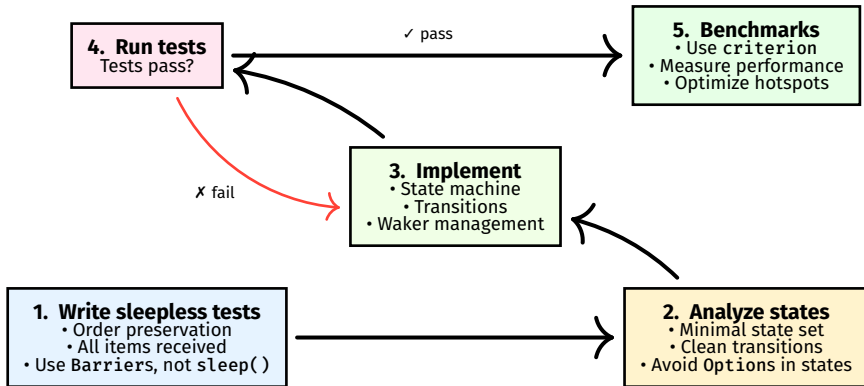 4. Run tests
Tests pass?
✓ pass
5. Benchmarks
• Use criterion
• Measure performance
• Optimize hotspots
3. Implement
• State machine
• Transitions
• Waker management
✗ fail
1. Write sleepless tests
• Order preservation
• All items received
• Use Barriers, not sleep()
2. Analyze states
• Minimal state set
• Clean transitions
• Avoid Options in states